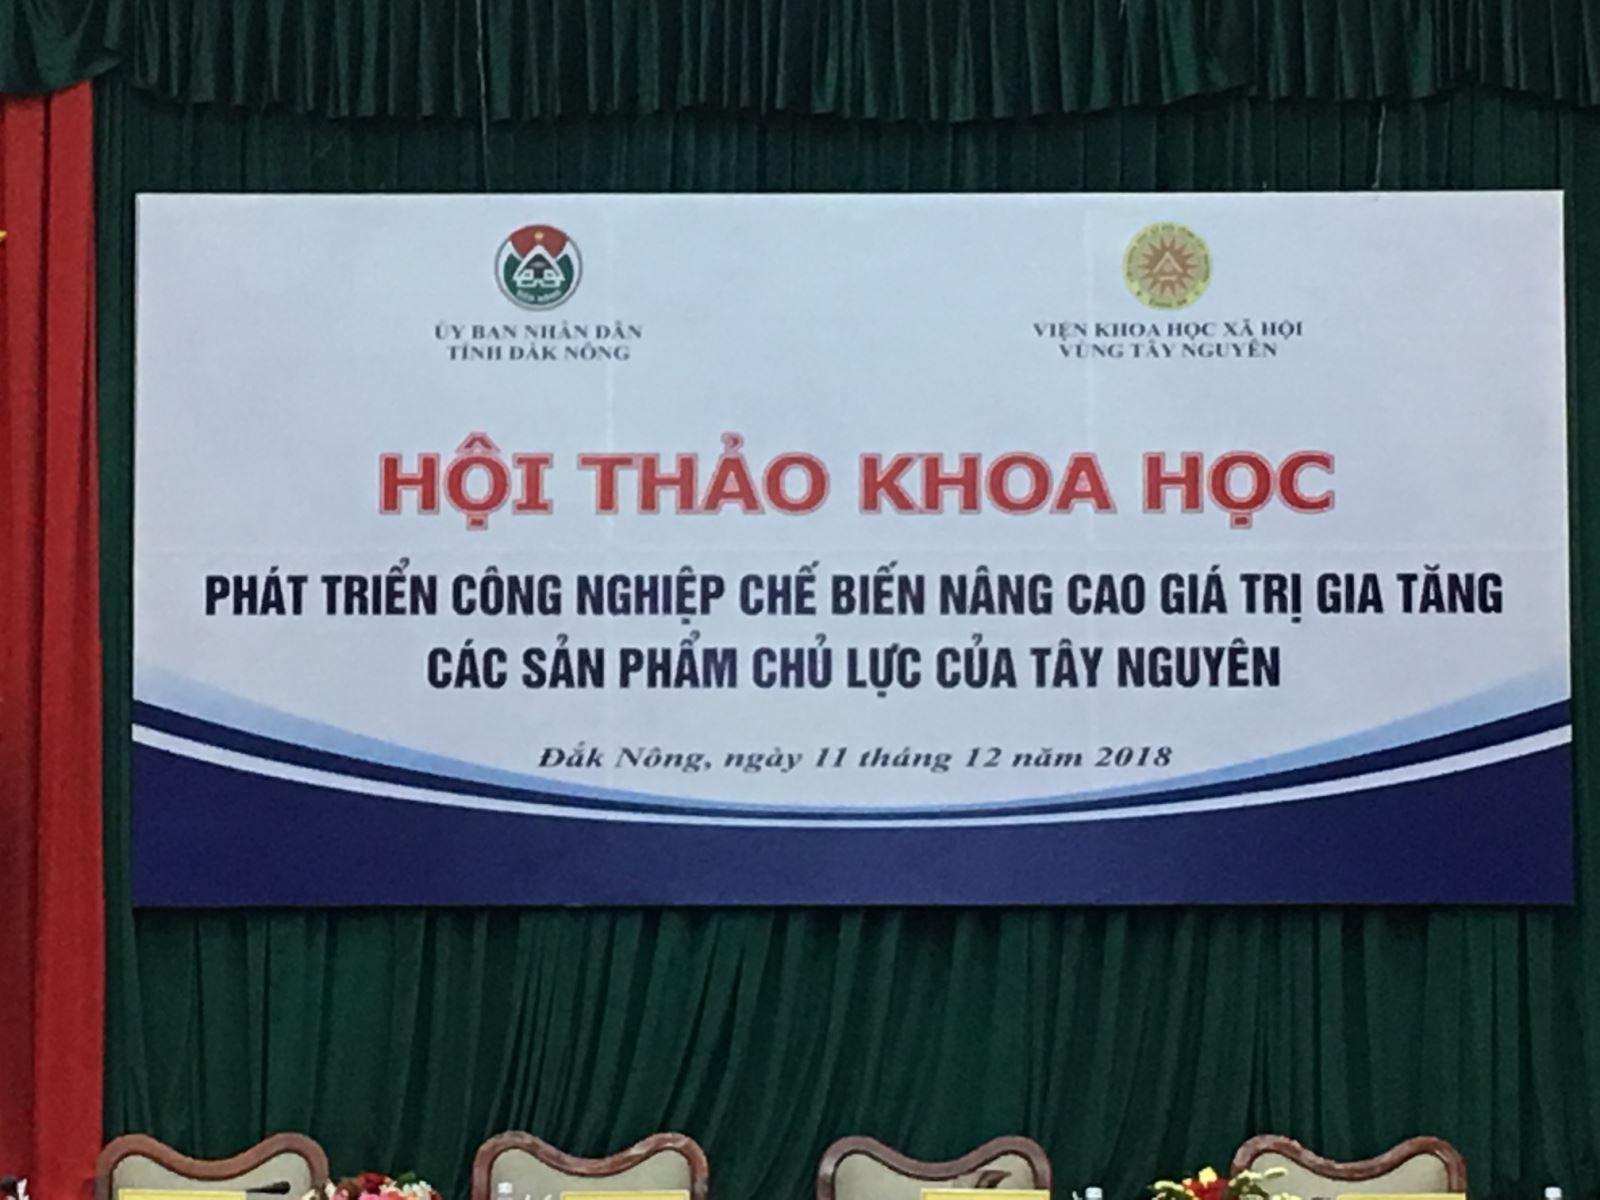 ỦY BAN NHÂN DÂN
TỈNH ĐẮK NÔNG
VIỆN KHOA HỌC XÃ HỘI
VÙNG TÂY NGUYÊN
HỘI THẢO KHOA HỌC
PHÁT TRIỂN CÔNG NGHIỆP CHẾ BIẾN NÂNG CAO GIÁ TRỊ GIA TĂNG
CÁC SẢN PHẨM CHỦ LỰC CỦA TÂY NGUYÊN
Đắk Nông, ngày 11 tháng 12 năm 2018